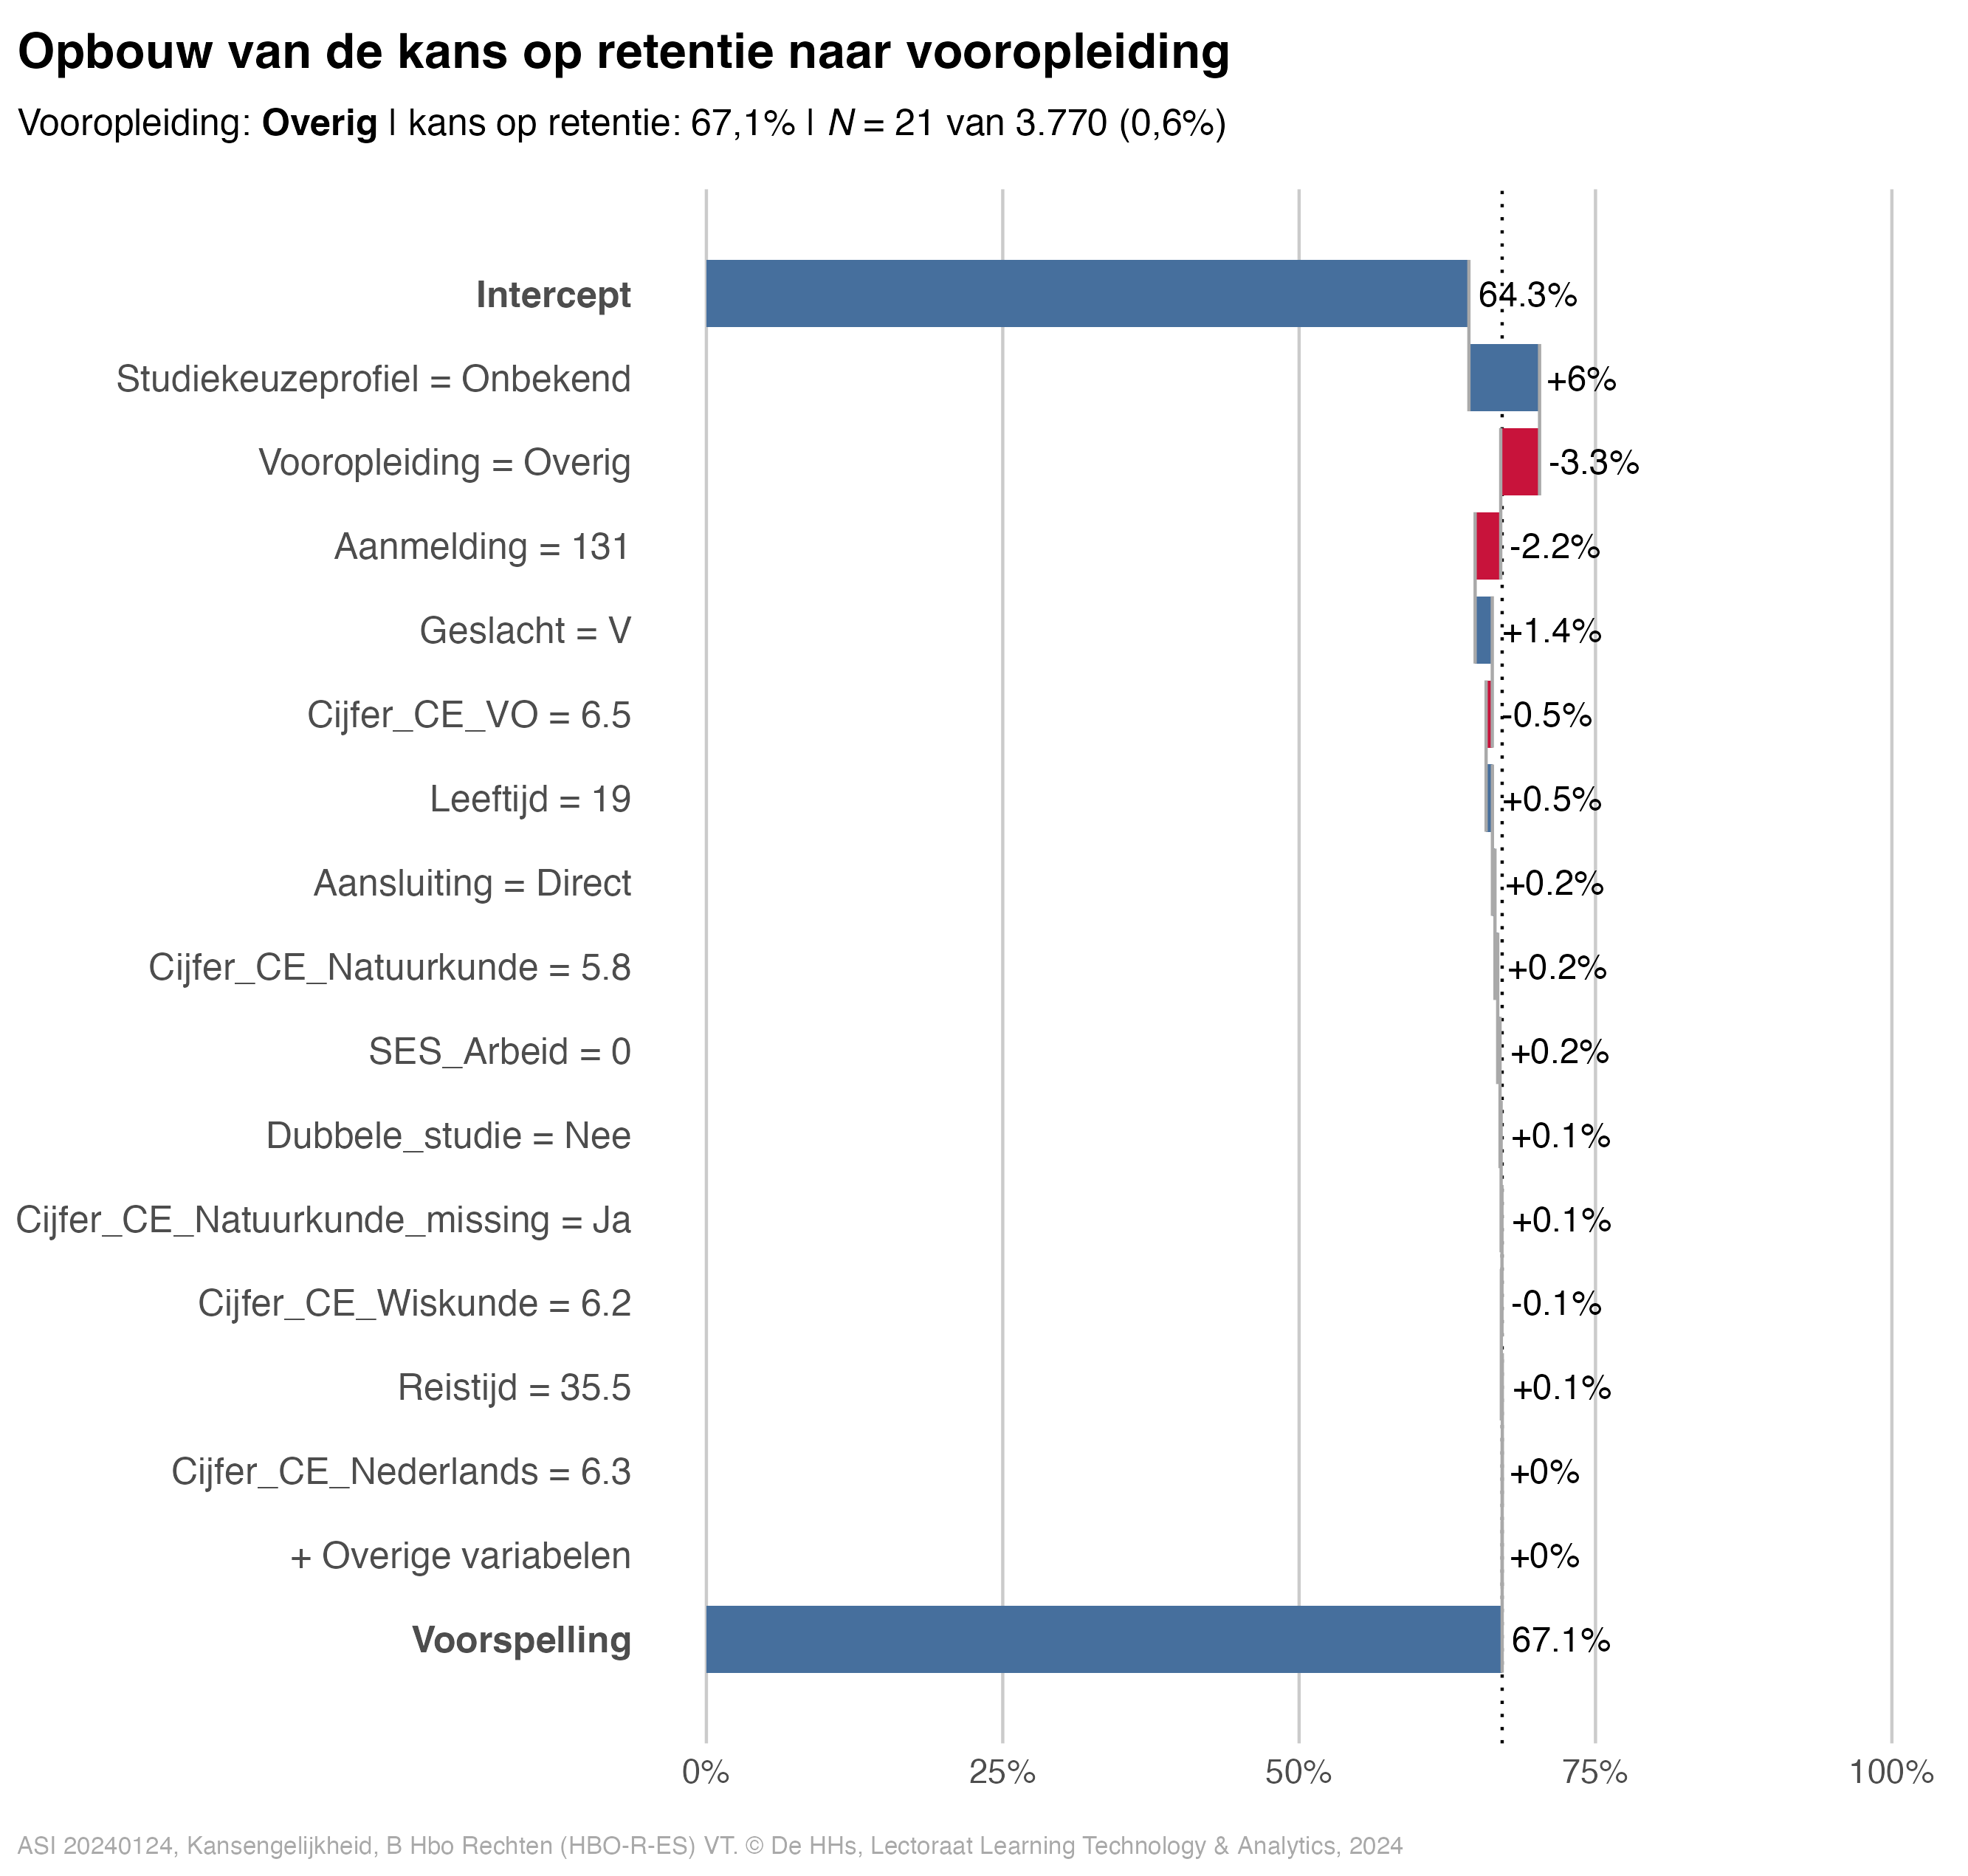 Opbouw van de kans op retentie naar vooropleiding
Vooropleiding: Overig | kans op retentie: 67,1% | N = 21 van 3.770 (0,6%)
Intercept 64.3%
Studiekeuzeprofiel = Onbekend +6%
Vooropleiding = Overig -3.3%
Aanmelding = 131 -2.2%
Geslacht = V +1.4%
Cijfer_CE_VO = 6.5 -0.5%
Leeftijd = 19 +0.5%
Aansluiting = Direct +0.2%
Cijfer_CE_Natuurkunde = 5.8 +0.2%
SES_Arbeid = 0 +0.2%
Dubbele_studie = Nee +0.1%
Cijfer_CE_Natuurkunde_missing = Ja +0.1%
Cijfer_CE_Wiskunde = 6.2 -0.1%
Reistijd = 35.5 +0.1%
Cijfer_CE_Nederlands = 6.3 +0%
+ Overige variabelen +0%
Voorspelling 67.1%
0% 25% 50% 75% 100%
ASI 20240124, Kansengelijkheid, B Hbo Rechten (HBO-R-ES) VT. © De HHs, Lectoraat Learning Technology & Analytics, 2024